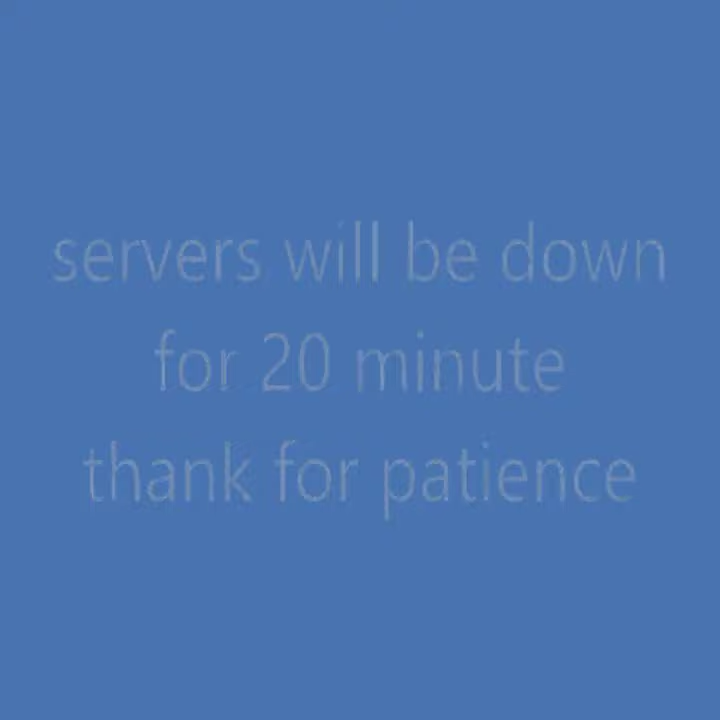 servers will be down
for 20 minute
thank for patience